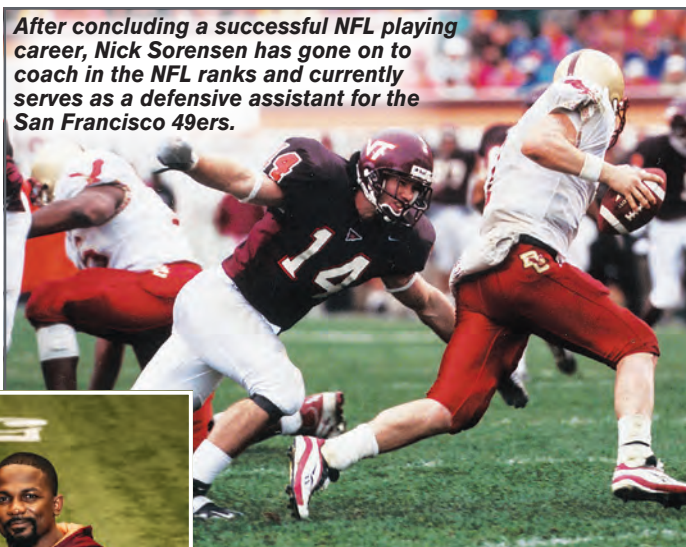 After concluding a successful NFL playing
career, Nick Sorensen has gone on to
coach in the NFL ranks and currently
serves as a defensive assistant for the
San Francisco 49ers.
VT
14
14
BC